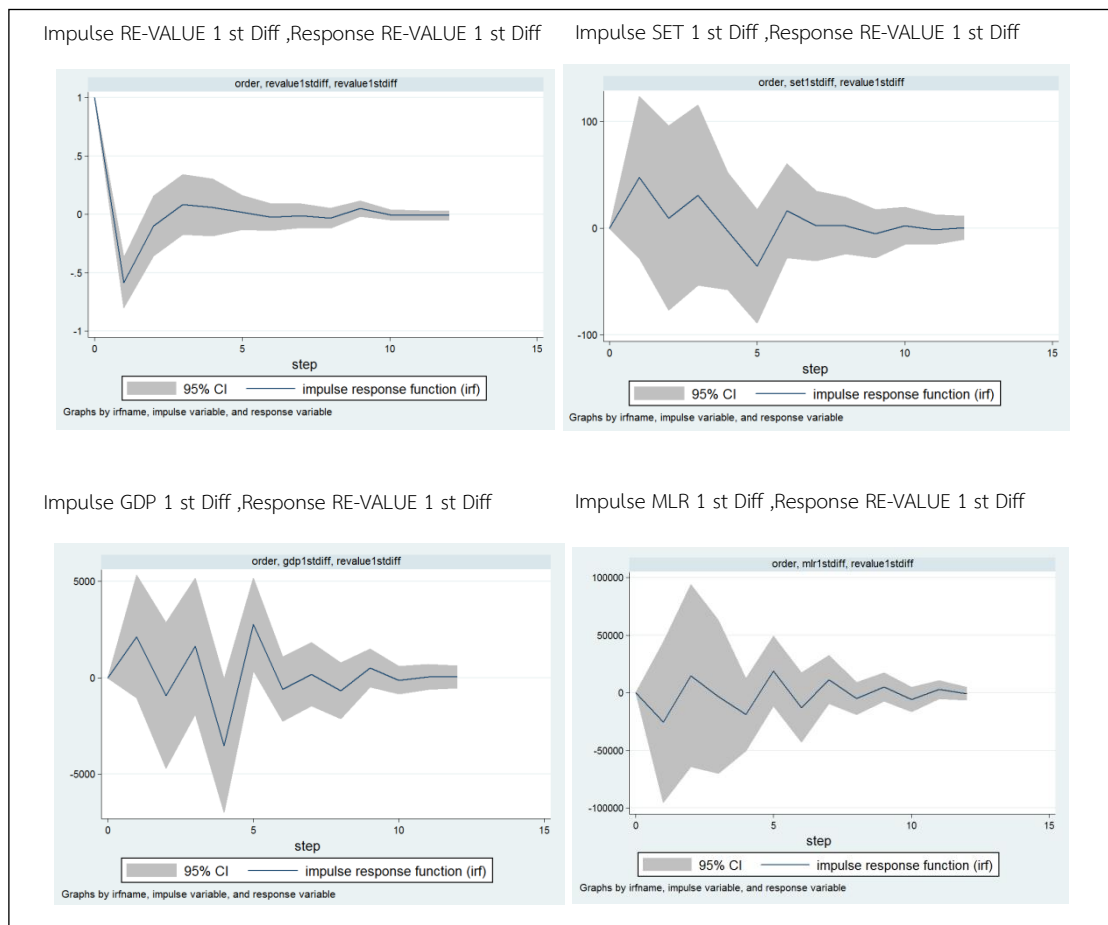 Impulse RE-VALUE 1 st Diff ,Response RE-VALUE 1 st Diff
order, revalue1stdiff, revalue1stdiff
1
.5
0
-.5
-1
0 5 10 15
step
95% CI impulse response function (irf)
Graphs by irfname, impulse variable, and response variable
Impulse SET 1 st Diff ,Response RE-VALUE 1 st Diff
order, set1stdiff, revalue1stdiff
100
0
-100
0 5 10 15
step
95% CI impulse response function (irf)
Graphs by irfname, impulse variable, and response variable
Impulse GDP 1 st Diff ,Response RE-VALUE 1 st Diff
order, gdp1stdiff, revalue1stdiff
5000
0
-5000
0 5 10 15
step
95% CI impulse response function (irf)
Graphs by irfname, impulse variable, and response variable
Impulse MLR 1 st Diff ,Response RE-VALUE 1 st Diff
order, mlr1stdiff, revalue1stdiff
100000
50000
0
-50000
-100000
0 5 10 15
step
95% CI impulse response function (irf)
Graphs by irfname, impulse variable, and response variable